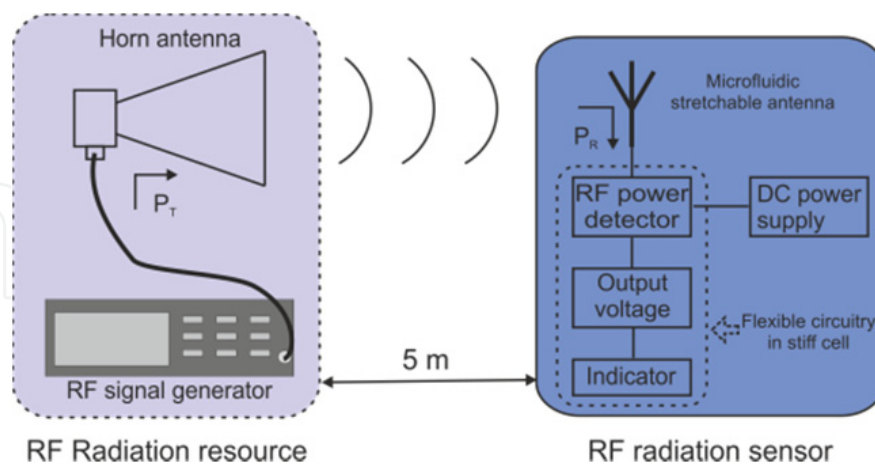 Horn antenna
P_T
RF signal generator
RF Radiation resource
5 m
Microfluidic
stretchable antenna
P_R
RF power
detector
DC power
supply
Output
voltage
Flexible circuitry
in stiff cell
Indicator
RF radiation sensor